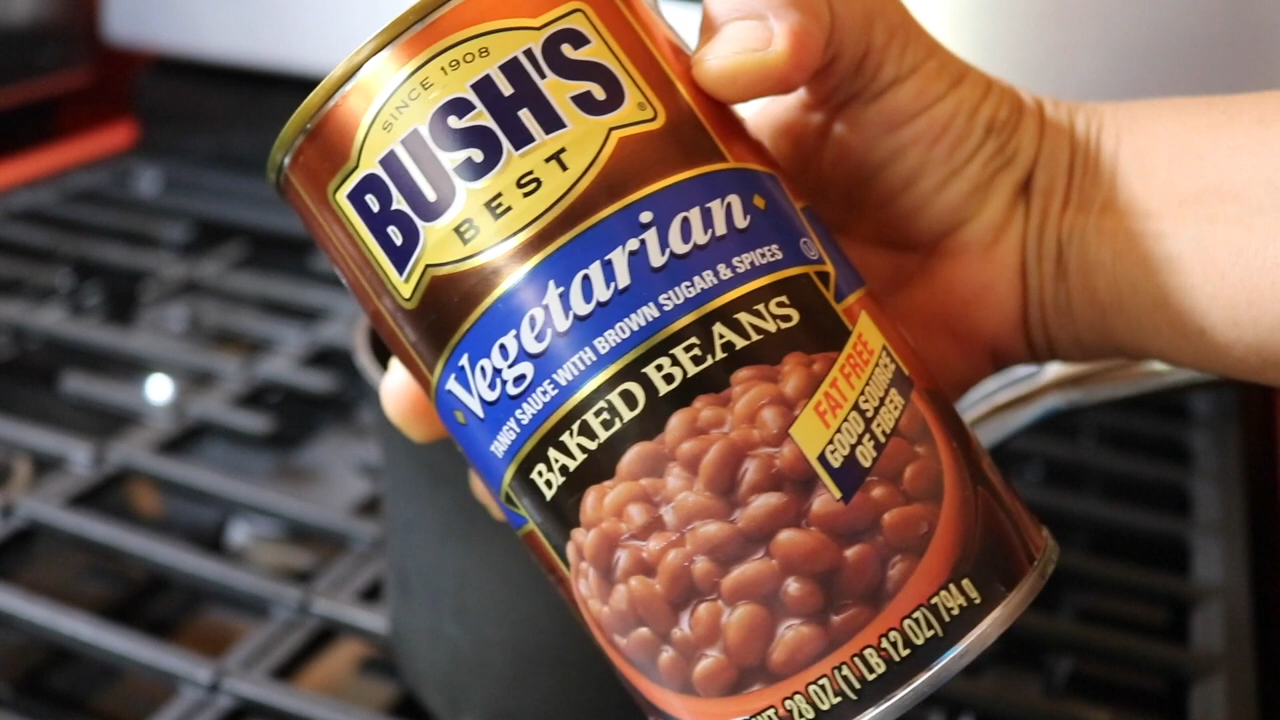 SINCE 1908
BUSH'S®
BEST
Vegetarian
TANGY SAUCE WITH BROWN SUGAR & SPICES
U
BAKED BEANS
FAT FREE
GOOD SOURCE
OF FIBER
WT. 28 OZ (1 LB 12 OZ) 794 g